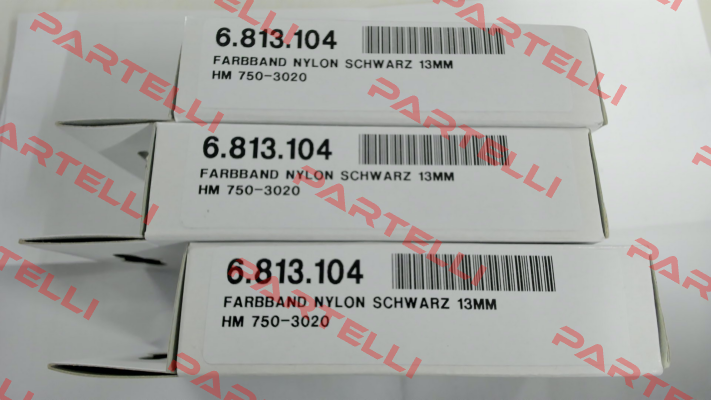 6.813.104
FARBBAND NYLON SCHWARZ 13MM
HM 750-3020
6.813.104
FARBBAND NYLON SCHWARZ 13MM
HM 750-3020
6.813.104
FARBBAND NYLON SCHWARZ 13MM
HM 750-3020
PARTELLI
PARTELLI
PARTELLI
PARTELLI
PARTELLI